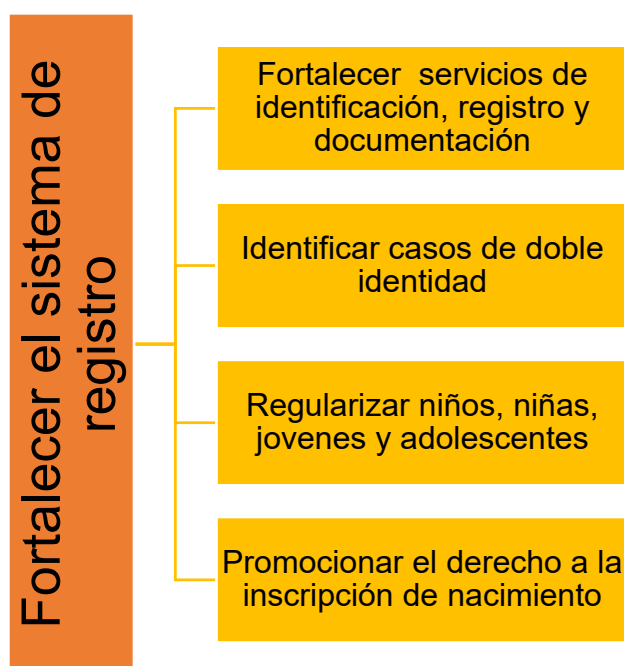 Fortalecer el sistema de
registro
Fortalecer servicios de
identificación, registro y
documentación
Identificar casos de doble
identidad
Regularizar niños, niñas,
jovenes y adolescentes
Promocionar el derecho a la
inscripción de nacimiento